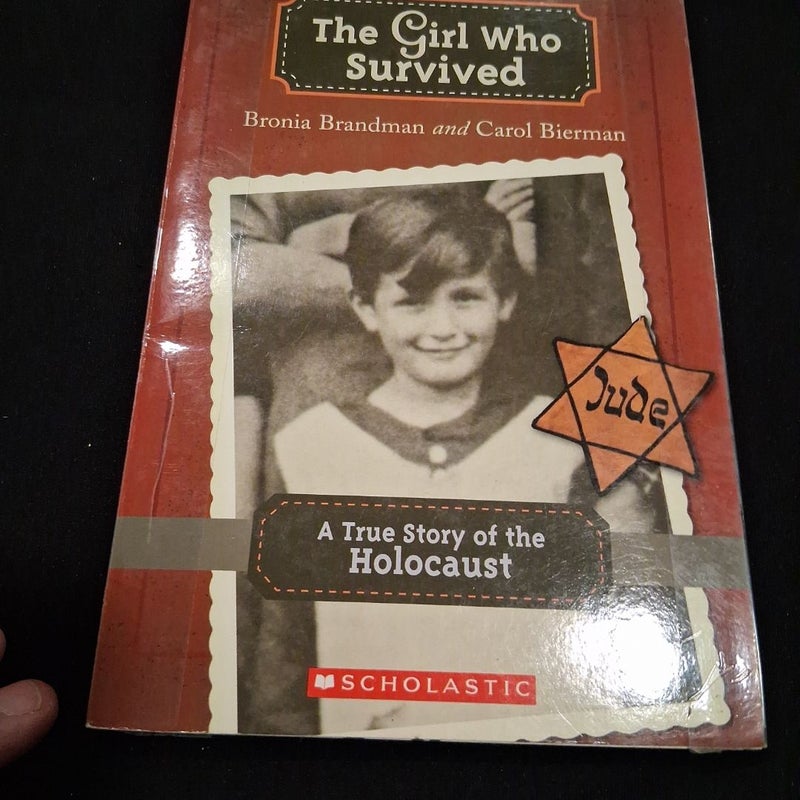 The Girl Who
Survived
Bronia Brandman and Carol Bierman
Jude
A True Story of the
Holocaust
SCHOLASTIC